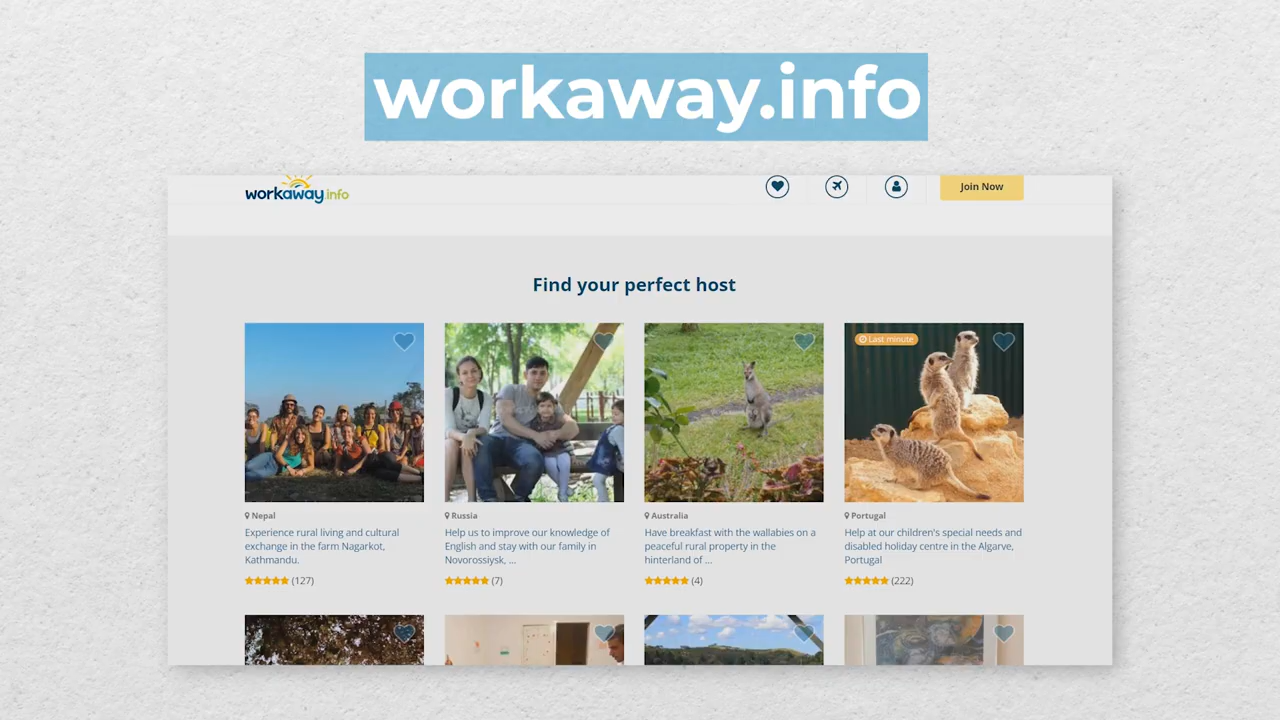 workaway.info
workaway.info
Join Now
Find your perfect host
Last minute
Nepal
Experience rural living and cultural
exchange in the farm Nagarkot,
Kathmandu.
(127)
Russia
Help us to improve our knowledge of
English and stay with our family in
Novorossiysk, ...
(7)
Australia
Have breakfast with the wallabies on a
peaceful rural property in the
hinterland of ...
(4)
Portugal
Help at our children's special needs and
disabled holiday centre in the Algarve,
Portugal
(222)